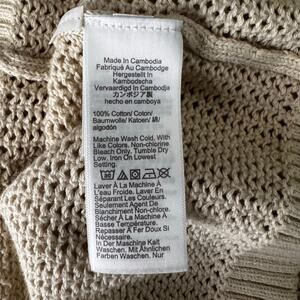 Made In Cambodia
Fabriqué Au Cambodge
Hergestellt In
Kambodscha
Vervaardigd In Cambodja
カンボジア製
hecho en camboya
100% Cotton/ Coton/
Baumwolle/ Katoen/ 綿/
algodón
Machine Wash Cold, With
Like Colors. Non-chlorine
Bleach Only. Tumble Dry
Low. Iron On Lowest
Setting.
Laver À La Machine À
L'eau Froide. Laver En
Séparant Les Couleurs.
Seulement Agent De
Blanchiment Non-chlore.
Sécher À La Machine À
Basse Température.
Repasser À Fer Doux Si
Nécessaire.
In Der Maschine Kalt
Waschen. Mit Ähnlichen
Farben Waschen. Nur